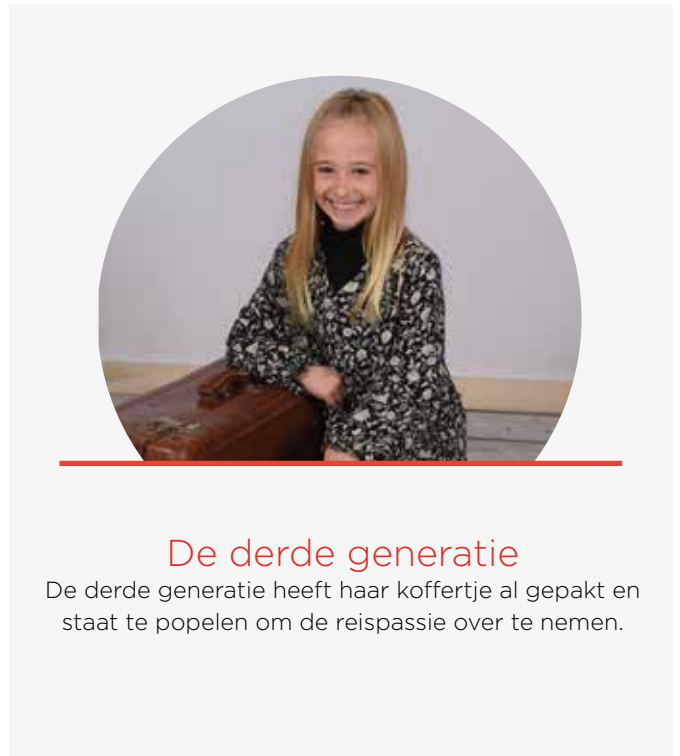 De derde generatie
De derde generatie heeft haar koffertje al gepakt en
staat te popelen om de reispassie over te nemen.